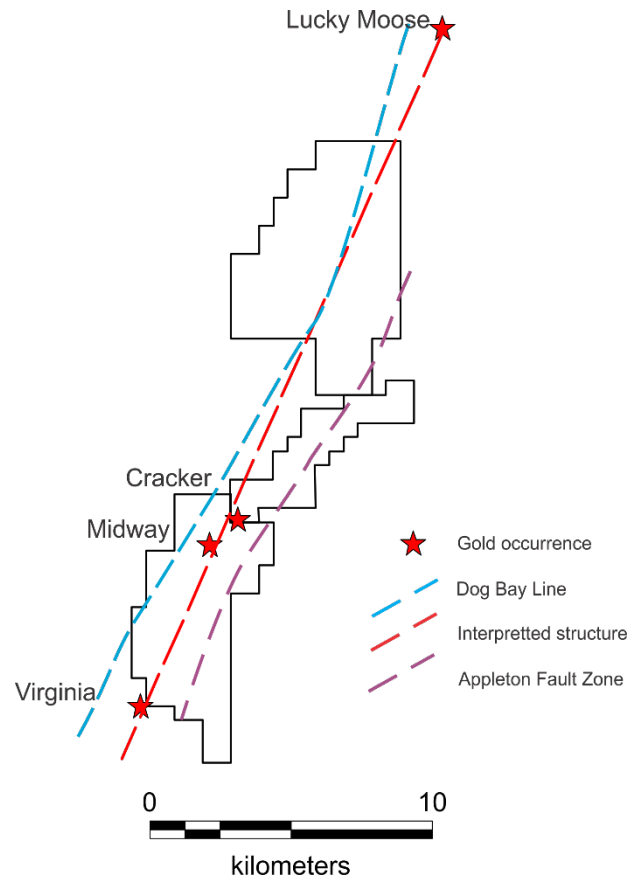 Lucky Moose
Cracker
Midway
Virginia
Gold occurrence
Dog Bay Line
Interpretted structure
Appleton Fault Zone
0 10
kilometers